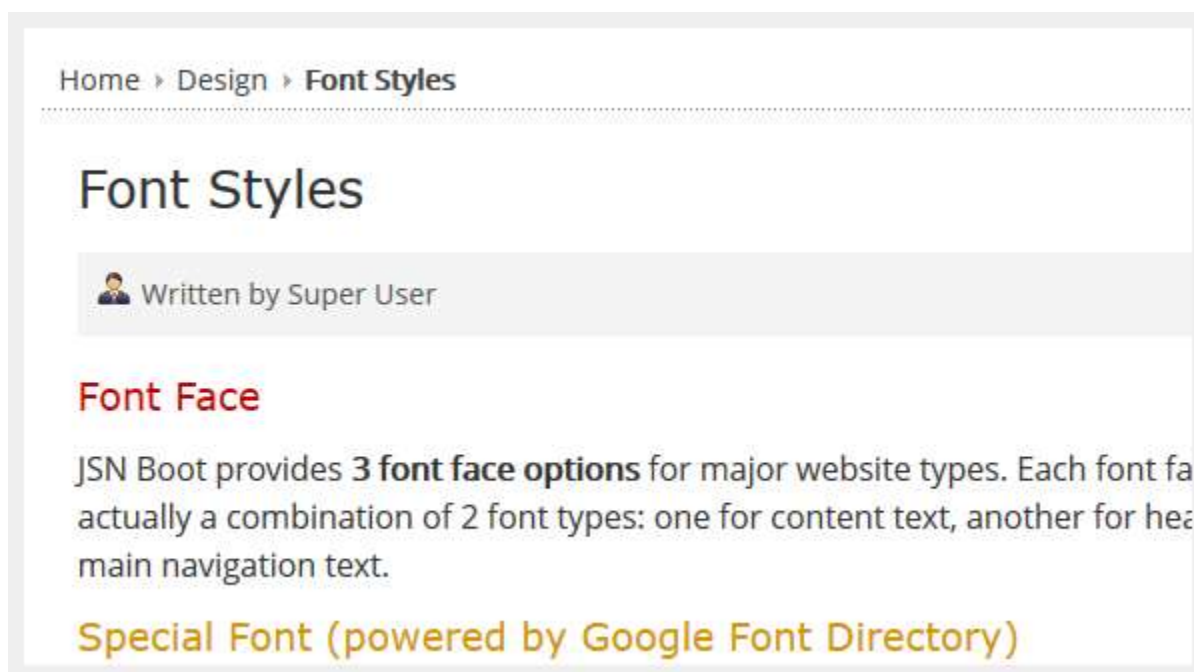 Home › Design › Font Styles
Font Styles
Written by Super User
Font Face
JSN Boot provides 3 font face options for major website types. Each font
actually a combination of 2 font types: one for content text, another for
main navigation text.
Special Font (powered by Google Font Directory)